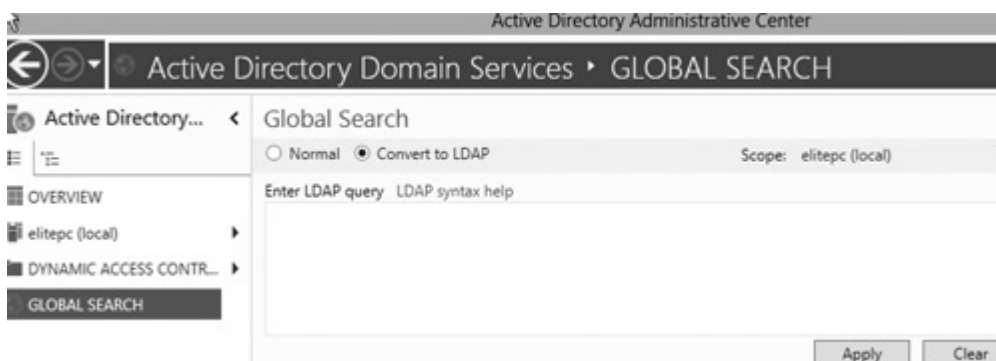 Active Directory Administrative Center
Active Directory Domain Services • GLOBAL SEARCH
Active Directory...
Global Search
Normal Convert to LDAP Scope: elitepc (local)
Enter LDAP query LDAP syntax help
OVERVIEW
elitepc (local)
DYNAMIC ACCESS CONTR...
GLOBAL SEARCH
Apply Clear